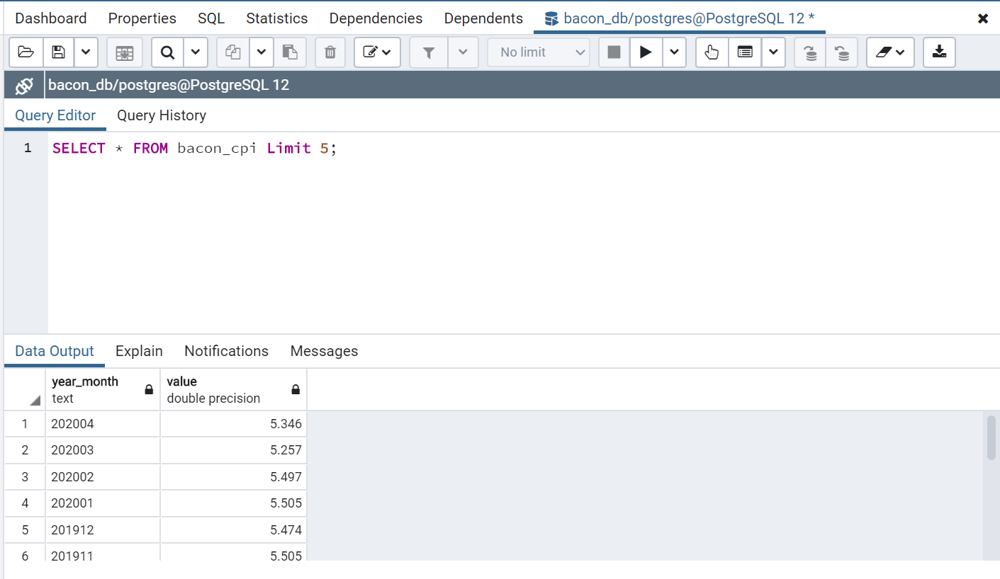 Dashboard Properties SQL Statistics Dependencies Dependents bacon_db/postgres@PostgreSQL 12 *
No limit
bacon_db/postgres@PostgreSQL 12
Query Editor Query History
1 SELECT * FROM bacon_cpi Limit 5;
Data Output Explain Notifications Messages
year_month value
text double precision
1 202004 5.346
2 202003 5.257
3 202002 5.497
4 202001 5.505
5 201912 5.474
6 201911 5.505